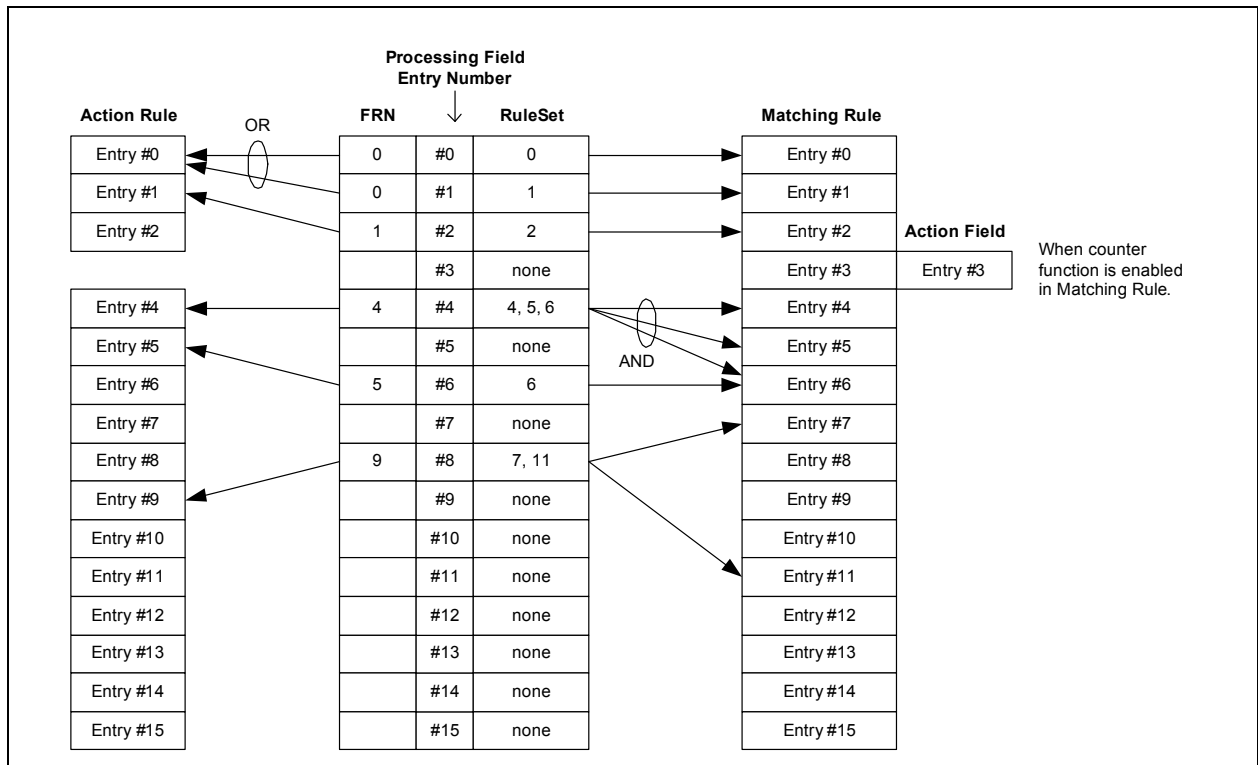 Processing Field
Entry Number
Action Rule OR FRN RuleSet Matching Rule
Entry #0 0 #0 0 Entry #0
Entry #1 0 #1 1 Entry #1
Entry #2 1 #2 2 Entry #2 Action Field
#3 none Entry #3 Entry #3
When counter
function is enabled
in Matching Rule.
Entry #4 4 #4 4, 5, 6 Entry #4
Entry #5 #5 none AND Entry #5
Entry #6 5 #6 6 Entry #6
Entry #7 #7 none Entry #7
Entry #8 9 #8 7, 11 Entry #8
Entry #9 #9 none Entry #9
Entry #10 #10 none Entry #10
Entry #11 #11 none Entry #11
Entry #12 #12 none Entry #12
Entry #13 #13 none Entry #13
Entry #14 #14 none Entry #14
Entry #15 #15 none Entry #15